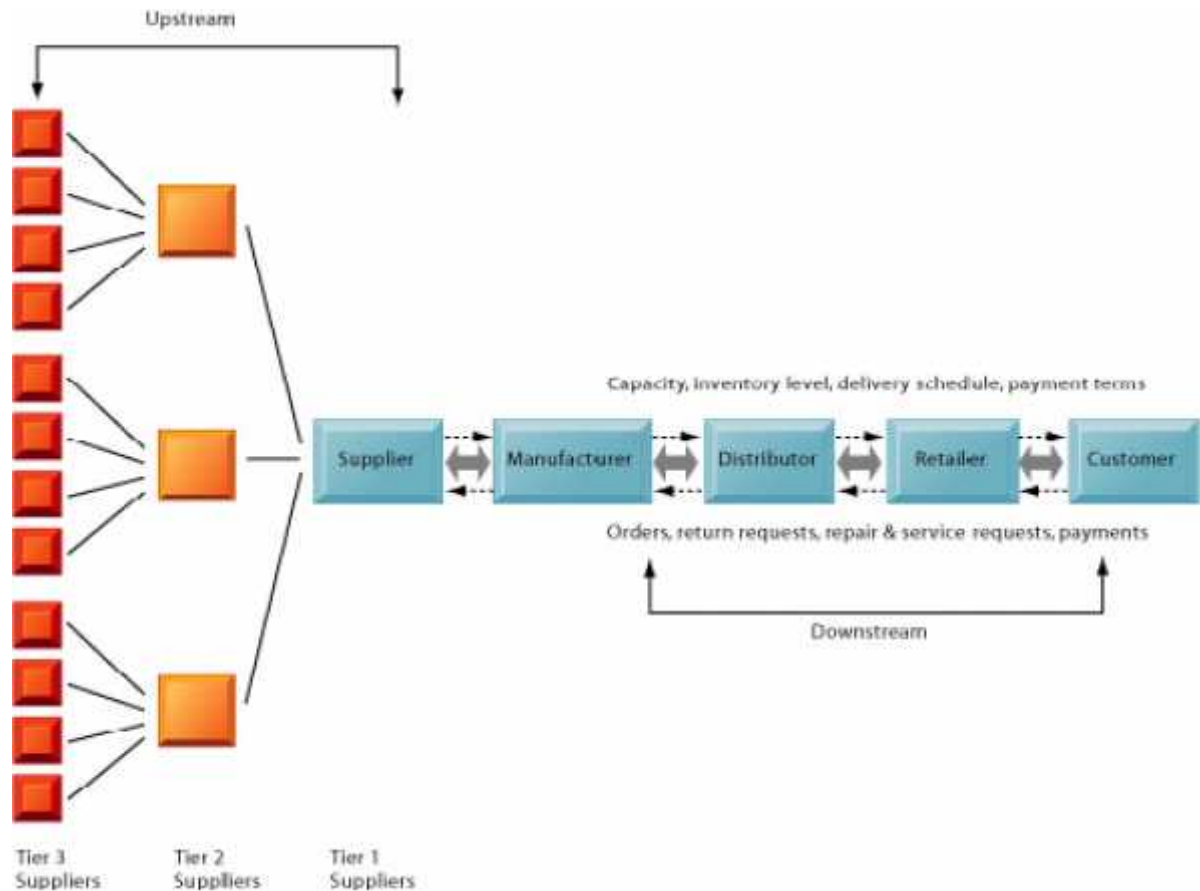 Upstream
Capacity, inventory level, delivery schedule, payment terms
Supplier
Manufacturer
Distributor
Retailer
Customer
Orders, return requests, repair & service requests, payments
Downstream
Tier 3
Suppliers
Tier 2
Suppliers
Tier 1
Suppliers